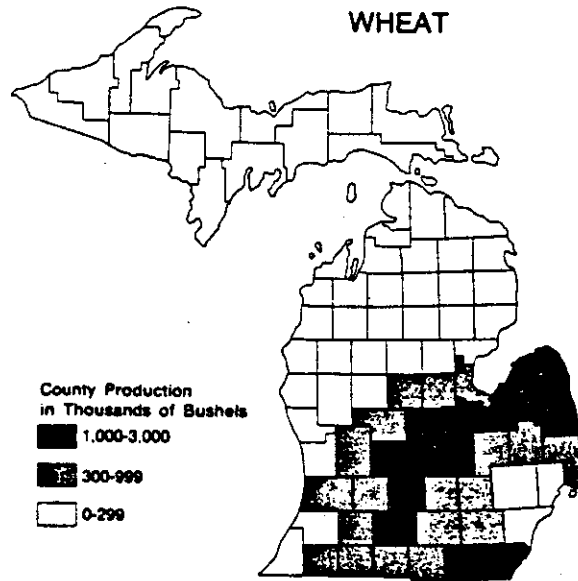 WHEAT
County Production
in Thousands of Bushels
1,000-3,000
300-999
0-299